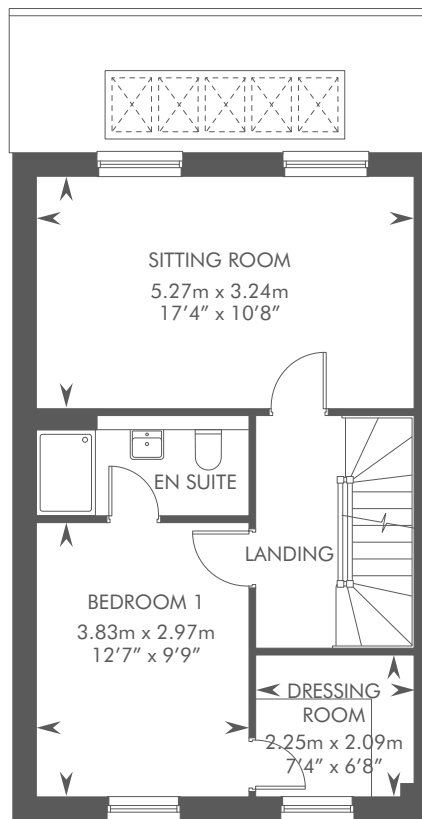 SITTING ROOM
5.27m x 3.24m
17’4” x 10’8”
EN SUITE
LANDING
BEDROOM 1
3.83m x 2.97m
12’7” x 9’9”
DRESSING
ROOM
2.25m x 2.09m
7’4” x 6’8”